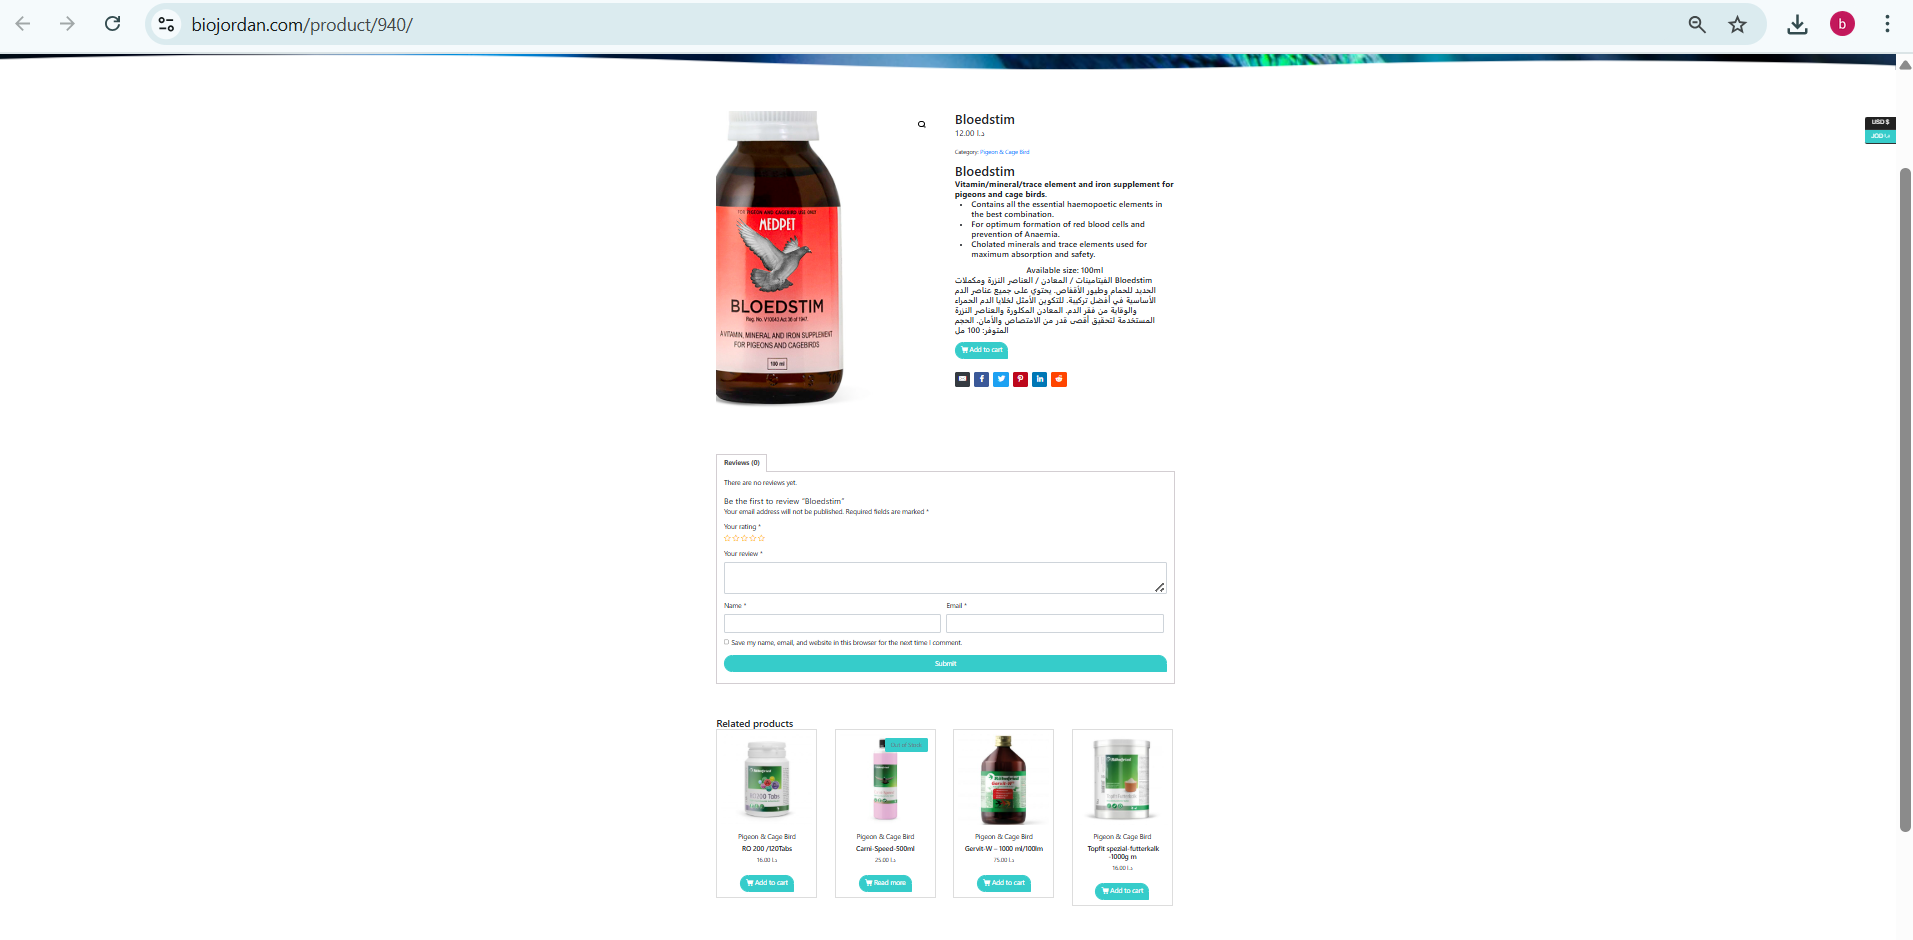 biojordan.com/product/940/
b
USD $
JOD د.ا
MEDPET
BLOEDSTIM
Reg. No. V10043 Act 36 of 1947.
A VITAMIN, MINERAL AND IRON SUPPLEMENT
FOR PIGEONS AND CAGEBIRDS
100 ml
Bloedstim
12.00 د.ا
Category: Pigeon & Cage Bird
Bloedstim
Vitamin/mineral/trace element and iron supplement for
pigeons and cage birds.
• Contains all the essential haemopoetic elements in
the best combination.
• For optimum formation of red blood cells and
prevention of Anaemia.
• Cholated minerals and trace elements used for
maximum absorption and safety.
Available size: 100ml
Bloedstim الفيتامينات / المعادن / العناصر النزرة ومكملات
الحديد للحمام وطيور الأقفاص. يحتوي على جميع عناصر الدم
الأساسية في أفضل تركيبة. للتكوين الأمثل لخلايا الدم الحمراء
والوقاية من فقر الدم. المعادن المكلورة والعناصر النزرة
المستخدمة لتحقيق أقصى قدر من الامتصاص والأمان. الحجم
المتوفر: 100 مل
Add to cart
Reviews (0)
There are no reviews yet.
Be the first to review "Bloedstim"
Your email address will not be published. Required fields are marked *
Your rating *
Your review *
Name *
Email *
Save my name, email, and website in this browser for the next time I comment.
Submit
Related products
Out of stock
Pigeon & Cage Bird
RO 200 /120Tabs
16.00 د.ا
Add to cart
Pigeon & Cage Bird
Carni-Speed-500ml
25.00 د.ا
Read more
Pigeon & Cage Bird
Gervit-W – 1000 ml/100lm
75.00 د.ا
Add to cart
Pigeon & Cage Bird
Topfit spezial-futterkalk
-1000g m
16.00 د.ا
Add to cart